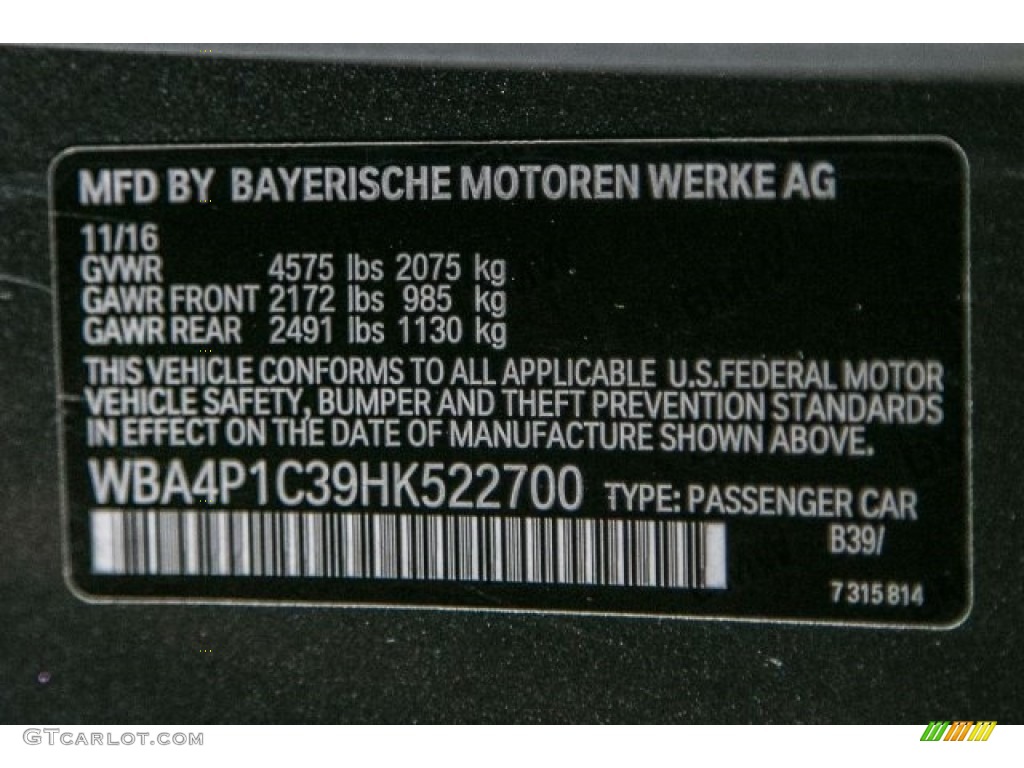 MFD BY BAYERISCHE MOTOREN WERKE AG
11/16
GVWR 4575 lbs 2075 kg
GAWR FRONT 2172 lbs 985 kg
GAWR REAR 2491 lbs 1130 kg
THIS VEHICLE CONFORMS TO ALL APPLICABLE U.S.FEDERAL MOTOR
VEHICLE SAFETY, BUMPER AND THEFT PREVENTION STANDARDS
IN EFFECT ON THE DATE OF MANUFACTURE SHOWN ABOVE.
WBA4P1C39HK522700 TYPE: PASSENGER CAR
B39/
7 315 814
GTCarLot.com